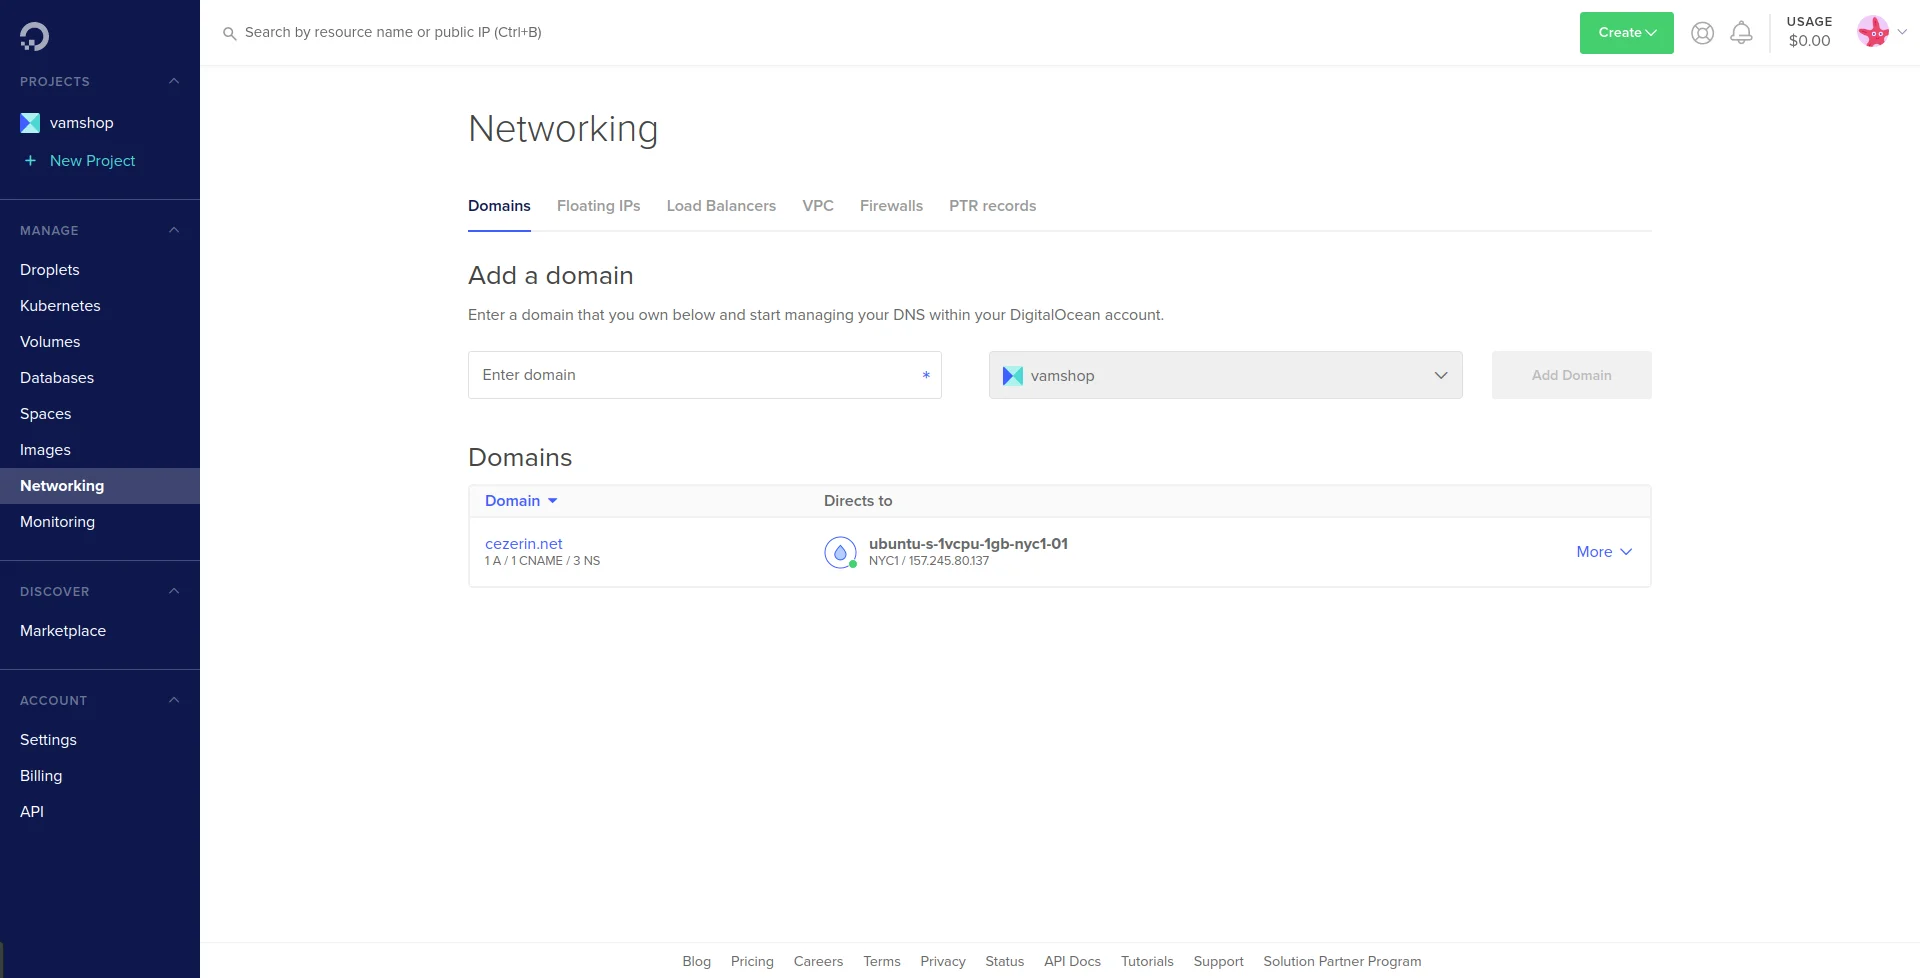 Search by resource name or public IP (Ctrl+B)
Create
USAGE
$0.00
PROJECTS
vamshop
+ New Project
MANAGE
Droplets
Kubernetes
Volumes
Databases
Spaces
Images
Networking
Monitoring
DISCOVER
Marketplace
ACCOUNT
Settings
Billing
API
Networking
Domains Floating IPs Load Balancers VPC Firewalls PTR records
Add a domain
Enter a domain that you own below and start managing your DNS within your DigitalOcean account.
Enter domain * vamshop Add Domain
Domains
Domain Directs to
cezerin.net ubuntu-s-1vcpu-1gb-nyc1-01 More
1 A / 1 CNAME / 3 NS NYC1 / 157.245.80.137
Blog Pricing Careers Terms Privacy Status API Docs Tutorials Support Solution Partner Program